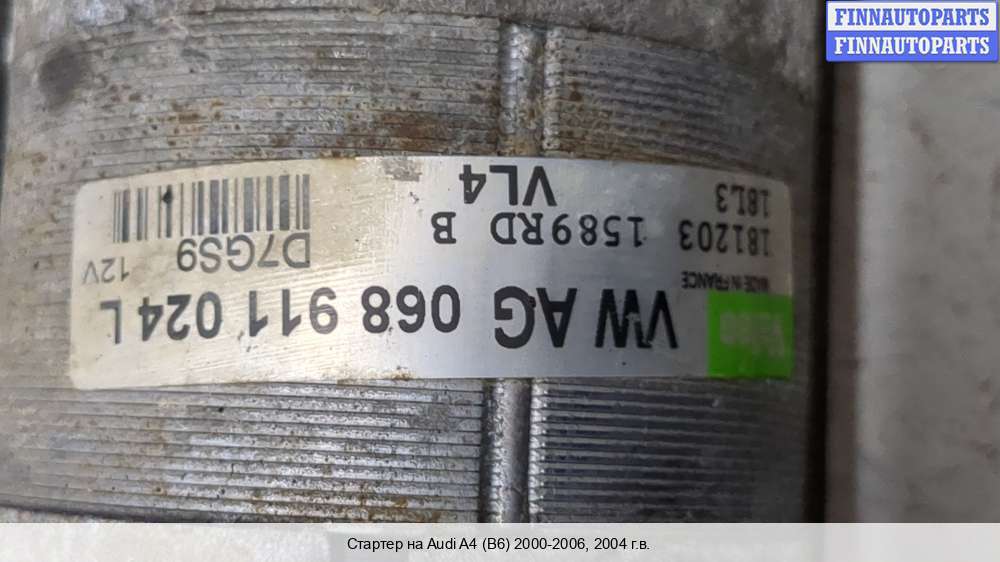 FINNAUTOPARTS
FINNAUTOPARTS
Valeo
VW AG 068 911 024 L
MADE IN FRANCE
12V
181203 1589RD B
D7GS9
18L3 VL4
Стартер на Audi A4 (B6) 2000-2006, 2004 г.в.